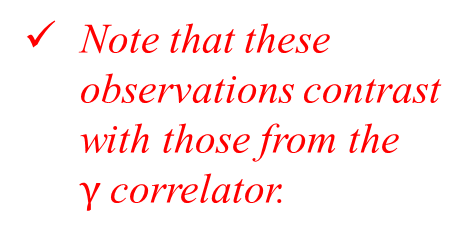 ✓ Note that these
observations contrast
with those from the
γ correlator.